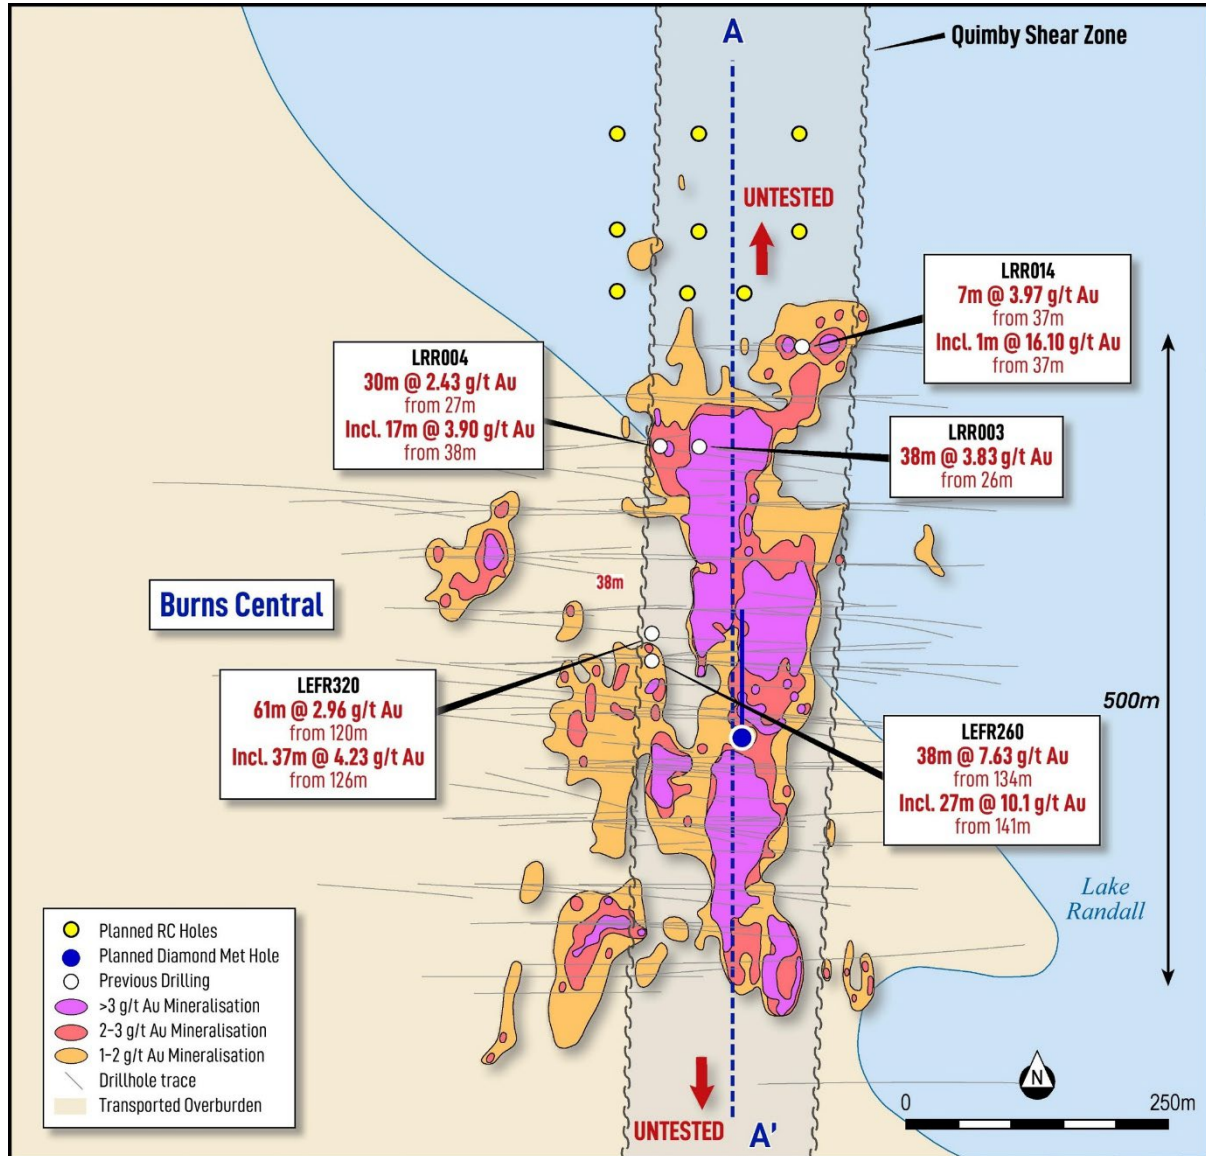 A
Quimby Shear Zone
UNTESTED
LRR014
7m @ 3.97 g/t Au
from 37m
Incl. 1m @ 16.10 g/t Au
from 37m
LRR004
30m @ 2.43 g/t Au
from 27m
Incl. 17m @ 3.90 g/t Au
from 38m
LRR003
38m @ 3.83 g/t Au
from 26m
38m
Burns Central
LEFR320
61m @ 2.96 g/t Au
from 120m
Incl. 37m @ 4.23 g/t Au
from 126m
500m
LEFR260
38m @ 7.63 g/t Au
from 134m
Incl. 27m @ 10.1 g/t Au
from 141m
Lake
Randall
Planned RC Holes
Planned Diamond Met Hole
Previous Drilling
>3 g/t Au Mineralisation
2-3 g/t Au Mineralisation
1-2 g/t Au Mineralisation
Drillhole trace
Transported Overburden
UNTESTED
A'
N
0
250m